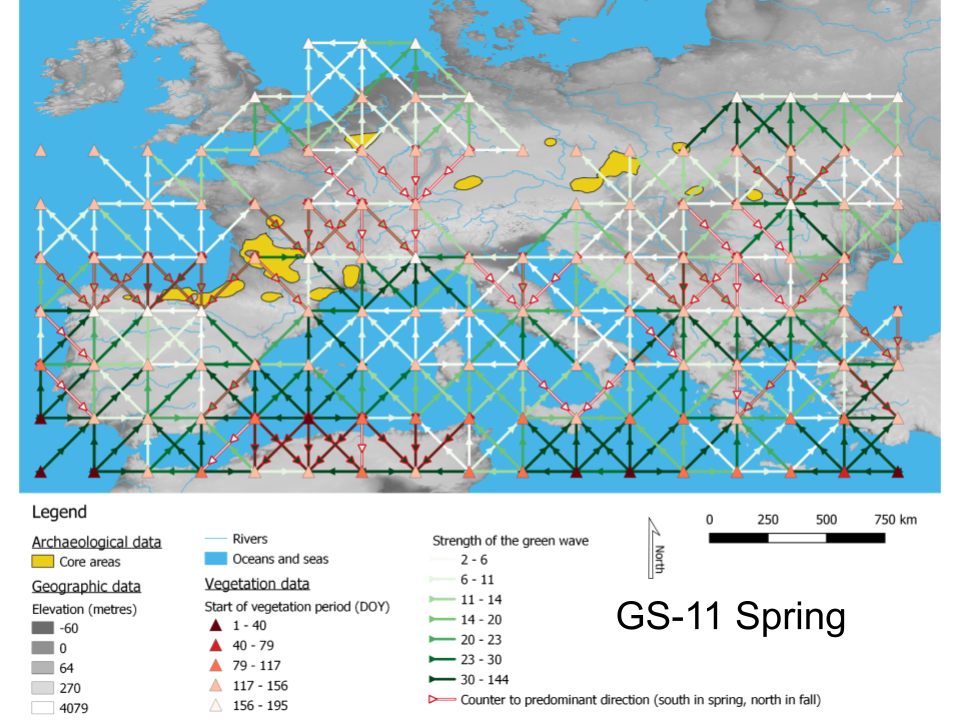 Legend
Archaeological data
Core areas
Geographic data
Elevation (metres)
-60
0
64
270
4079
Rivers
Oceans and seas
Vegetation data
Start of vegetation period (DOY)
1 - 40
40 - 79
79 - 117
117 - 156
156 - 195
Strength of the green wave
2 - 6
6 - 11
11 - 14
14 - 20
20 - 23
23 - 30
30 - 144
Counter to predominant direction (south in spring, north in fall)
North
0 250 500 750 km
GS-11 Spring